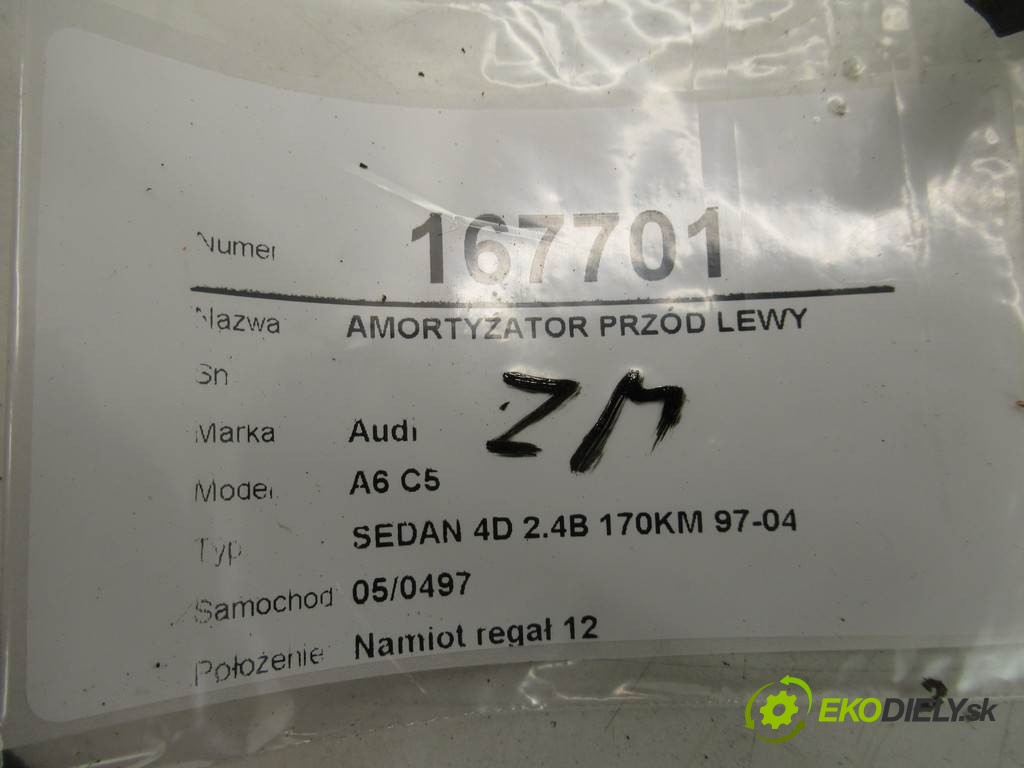 Numer 167701
Nazwa AMORTYZATOR PRZÓD LEWY
Sn
ZM
Marka Audi
Model A6 C5
Typ SEDAN 4D 2.4B 170KM 97-04
Samochod 05/0497
Położenie Namiot regał 12
EKODIELY.sk